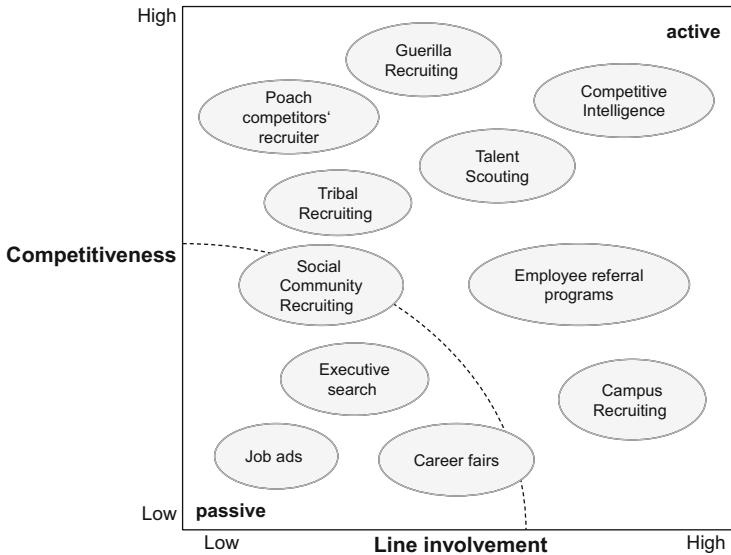 High
active
Guerilla
Recruiting
Competitive
Intelligence
Poach
competitors‘
recruiter
Talent
Scouting
Tribal
Recruiting
Competitiveness
Social
Community
Recruiting
Employee referral
programs
Executive
search
Campus
Recruiting
Job ads
Career fairs
Low
passive
Low
Line involvement
High